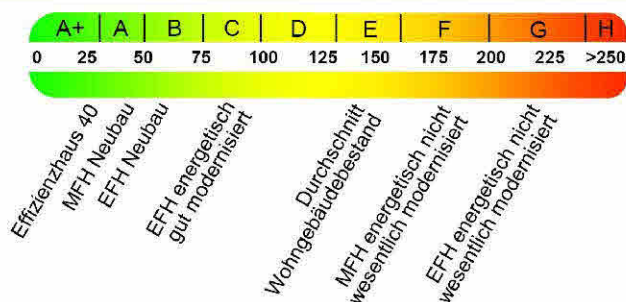 A+ A B C D E F G H
0 25 50 75 100 125 150 175 200 225 >250
Effizienzhaus 40
MFH Neubau
EFH Neubau
EFH energetisch
gut modernisiert
Durchschnitt
Wohngebäudebestand
MFH energetisch nicht
wesentlich modernisiert
EFH energetisch nicht
wesentlich modernisiert